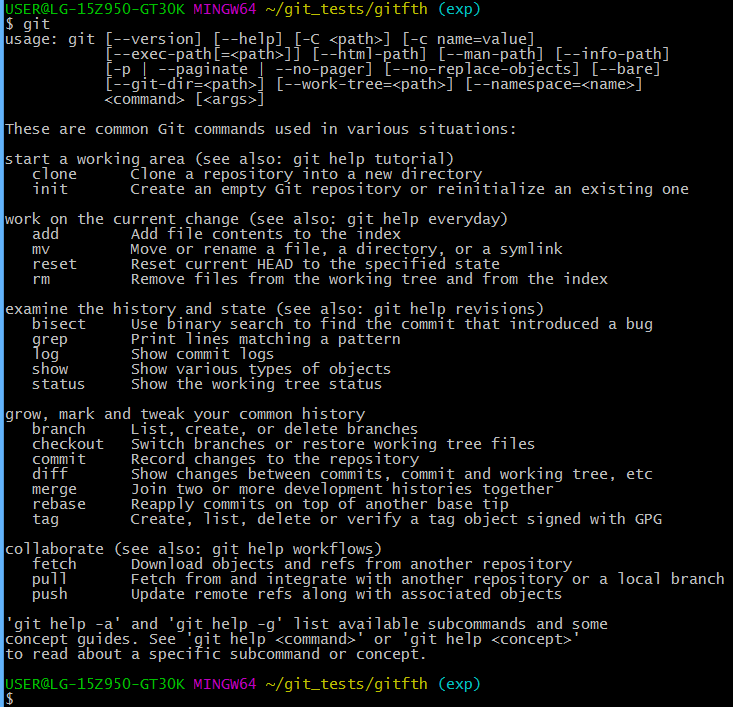 USER@LG-15Z950-GT30K MINGW64 ~/git_tests/gitfth (exp)
$ git
usage: git [--version] [--help] [-C <path>] [-c name=value]
           [--exec-path[=<path>]] [--html-path] [--man-path] [--info-path]
           [-p | --paginate | --no-pager] [--no-replace-objects] [--bare]
           [--git-dir=<path>] [--work-tree=<path>] [--namespace=<name>]
           <command> [<args>]

These are common Git commands used in various situations:

start a working area (see also: git help tutorial)
   clone      Clone a repository into a new directory
   init       Create an empty Git repository or reinitialize an existing one

work on the current change (see also: git help everyday)
   add        Add file contents to the index
   mv         Move or rename a file, a directory, or a symlink
   reset      Reset current HEAD to the specified state
   rm         Remove files from the working tree and from the index

examine the history and state (see also: git help revisions)
   bisect     Use binary search to find the commit that introduced a bug
   grep       Print lines matching a pattern
   log        Show commit logs
   show       Show various types of objects
   status     Show the working tree status

grow, mark and tweak your common history
   branch     List, create, or delete branches
   checkout   Switch branches or restore working tree files
   commit     Record changes to the repository
   diff       Show changes between commits, commit and working tree, etc
   merge      Join two or more development histories together
   rebase     Reapply commits on top of another base tip
   tag        Create, list, delete or verify a tag object signed with GPG

collaborate (see also: git help workflows)
   fetch      Download objects and refs from another repository
   pull       Fetch from and integrate with another repository or a local branch
   push       Update remote refs along with associated objects

'git help -a' and 'git help -g' list available subcommands and some
concept guides. See 'git help <command>' or 'git help <concept>'
to read about a specific subcommand or concept.

USER@LG-15Z950-GT30K MINGW64 ~/git_tests/gitfth (exp)
$